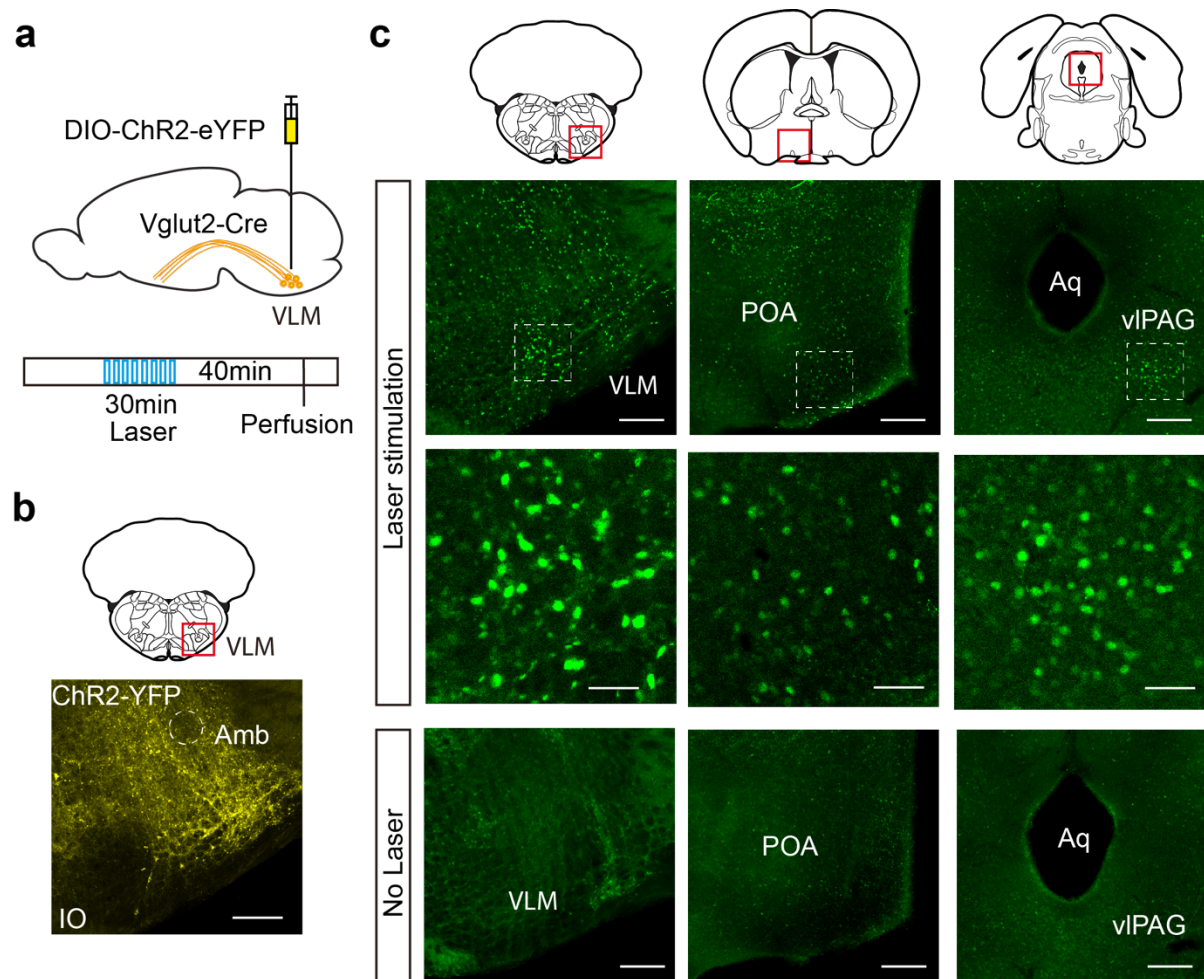 a
DIO-ChR2-eYFP
Vglut2-Cre
VLM
40min
30min
Laser
Perfusion
b
VLM
ChR2-YFP
Amb
IO
c
Laser stimulation
VLM
POA
Aq
vlPAG
No Laser
VLM
POA
Aq
vlPAG